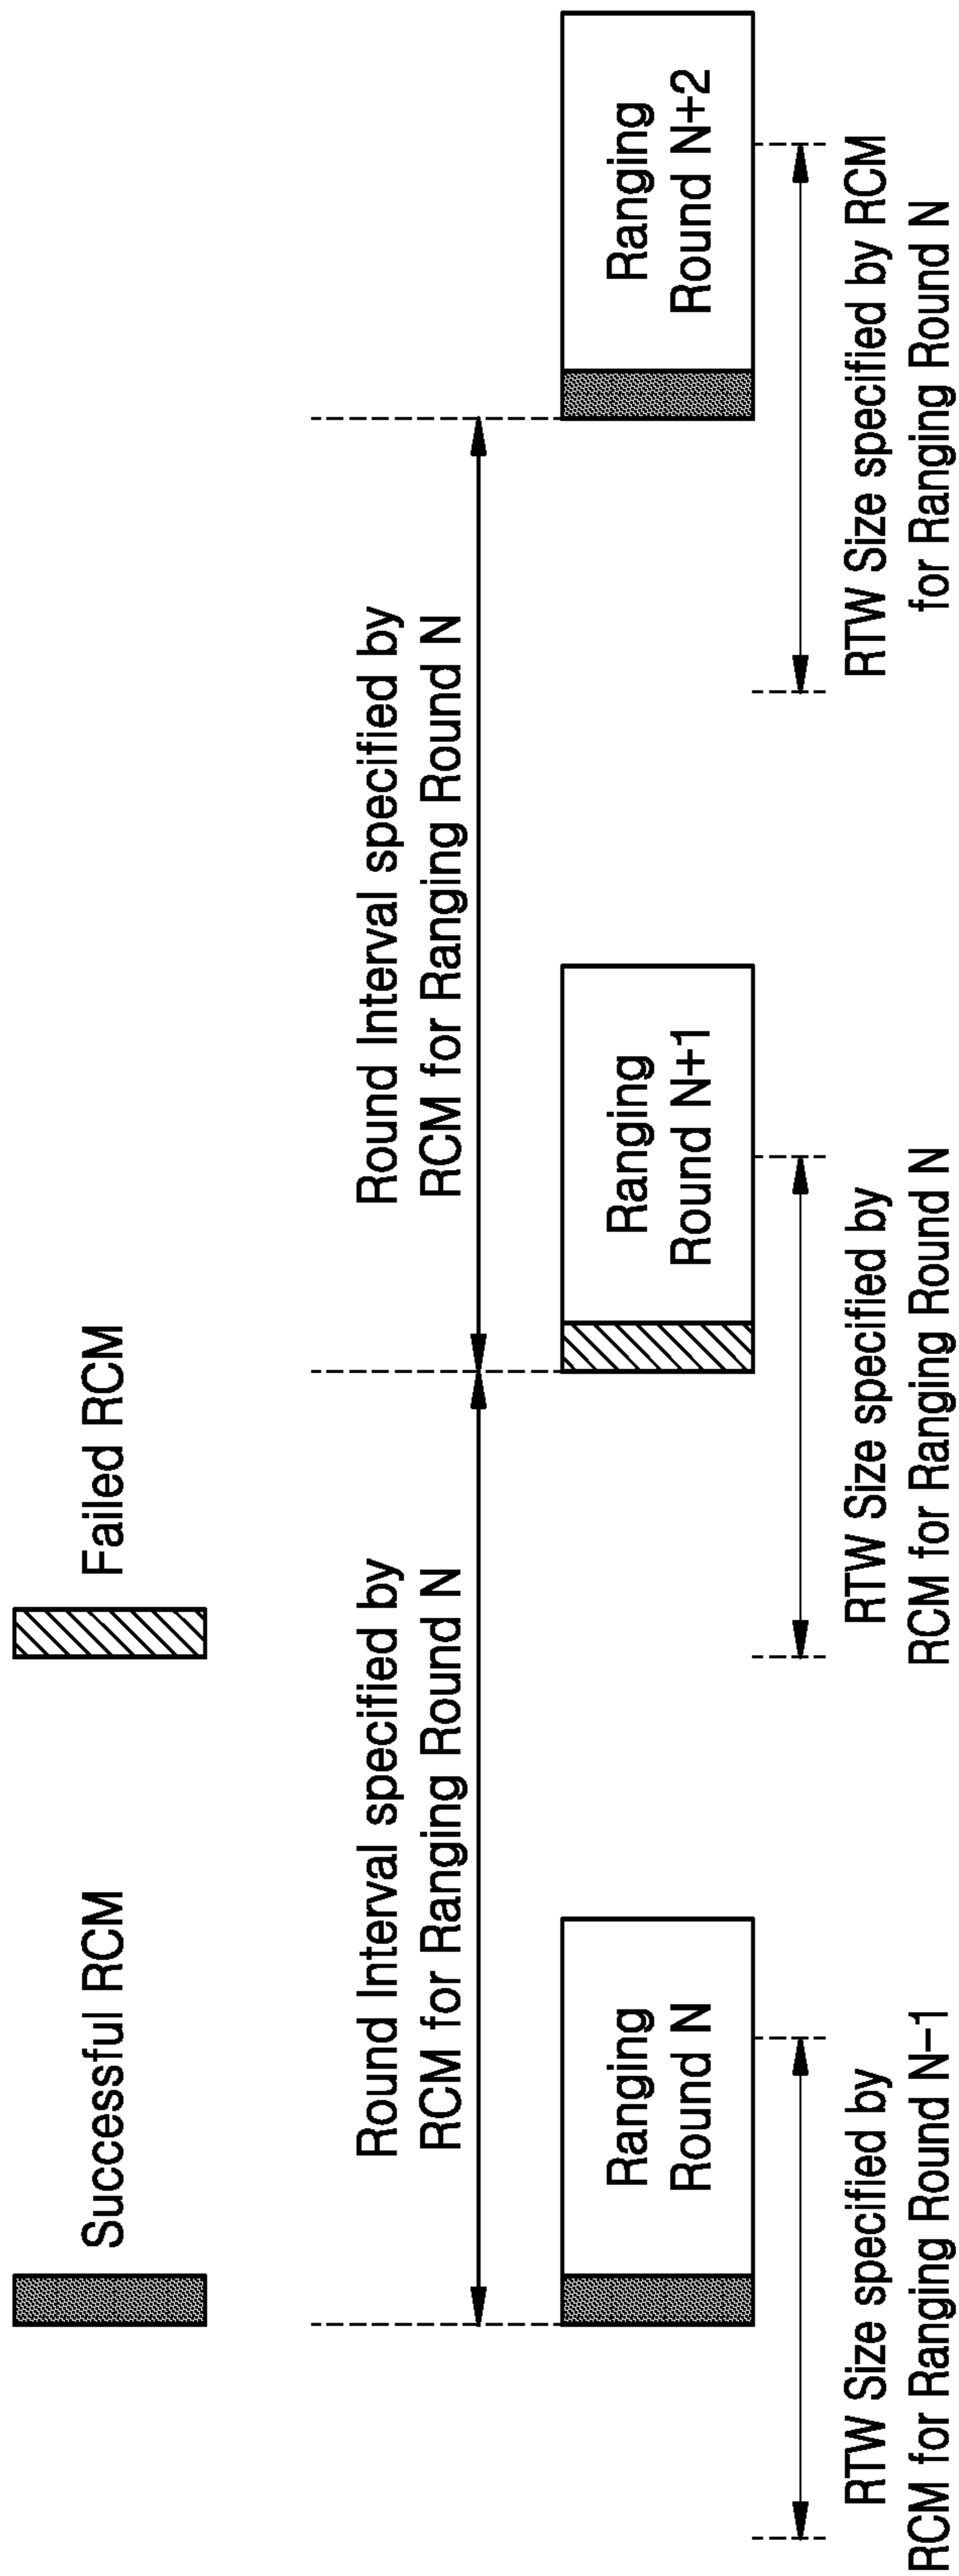 Successful RCM
Failed RCM
Round Interval specified by
RCM for Ranging Round N
Round Interval specified by
RCM for Ranging Round N
Ranging
Round N
Ranging
Round N+1
Ranging
Round N+2
RTW Size specified by
RCM for Ranging Round N-1
RTW Size specified by
RCM for Ranging Round N
RTW Size specified by RCM
for Ranging Round N